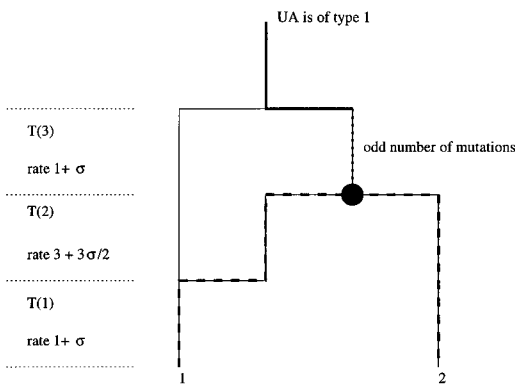 UA is of type 1
T(3)
odd number of mutations
rate 1+ σ
T(2)
rate 3 + 3σ/2
T(1)
rate 1+ σ
1
2